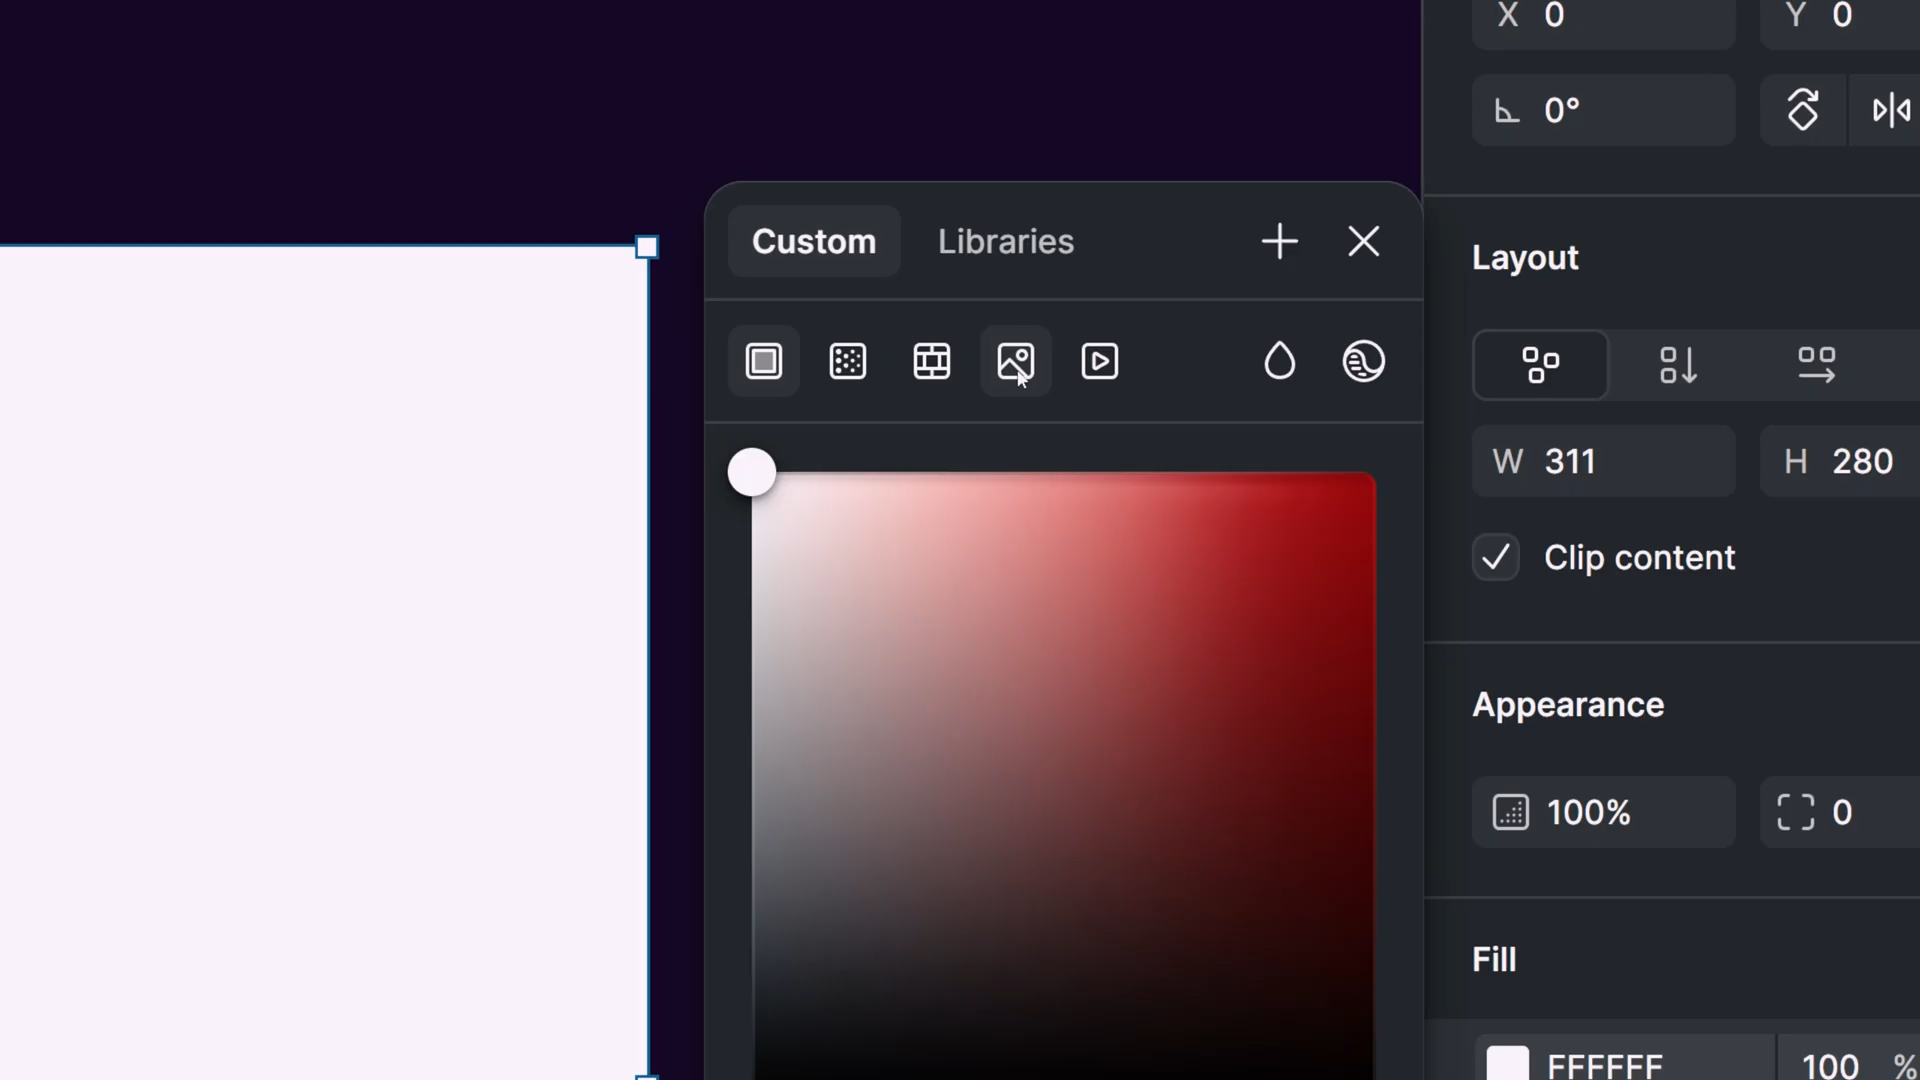 X 0
Y 0
0°
Custom
Libraries
Layout
W 311
H 280
Clip content
Appearance
100%
0
Fill
FFFFFF
100 %